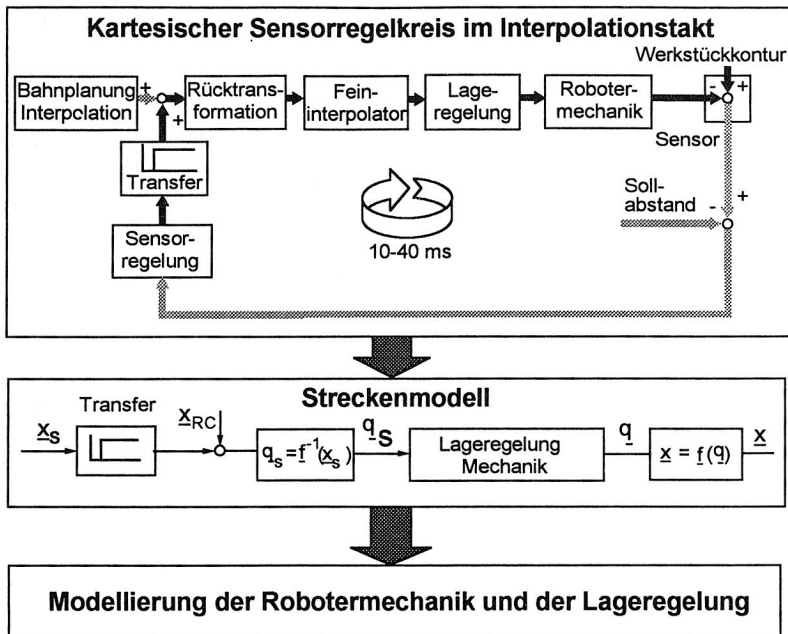 Kartesischer Sensorregelkreis im Interpolationstakt
Werkstückkontur
Bahnplanung
Interpolation
+
+
Rücktrans-
formation
Fein-
interpolator
Lage-
regelung
Roboter-
mechanik
- +
Sensor
Transfer
Soll-
abstand
- +
Sensor-
regelung
10-40 ms
Streckenmodell
Transfer
x_S
x_RC
q_s = f^-1(x_s)
q_S
Lageregelung
Mechanik
q
x = f(q)
x
Modellierung der Robotermechanik und der Lageregelung